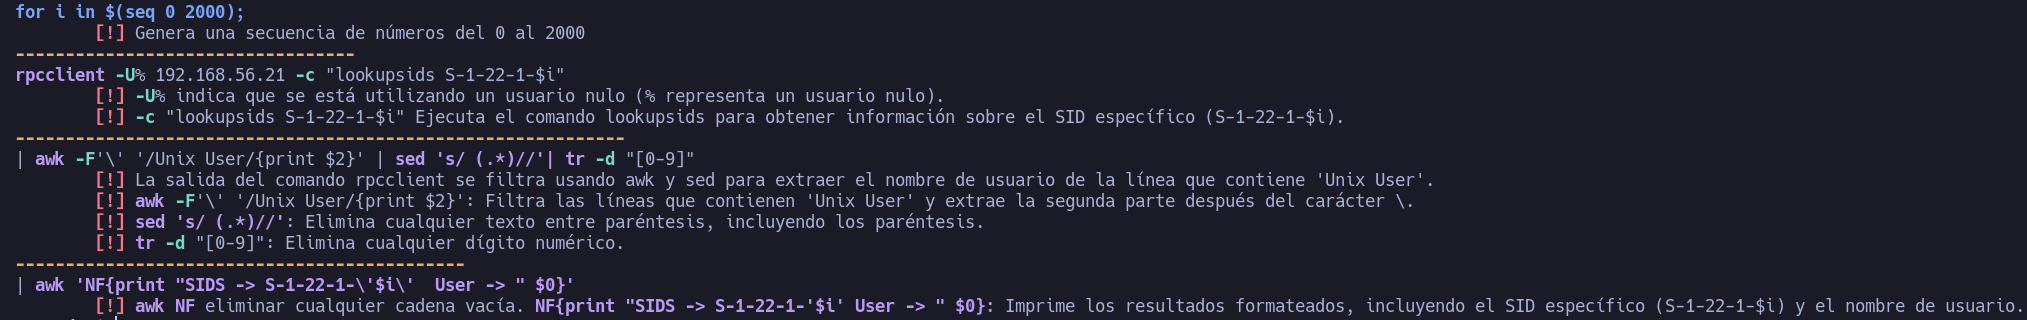 for i in $(seq 0 2000);
[!] Genera una secuencia de números del 0 al 2000
----------------------------------
rpcclient -U% 192.168.56.21 -c "lookupsids S-1-22-1-$i"
[!] -U% indica que se está utilizando un usuario nulo (% representa un usuario nulo).
[!] -c "lookupsids S-1-22-1-$i" Ejecuta el comando lookupsids para obtener información sobre el SID específico (S-1-22-1-$i).
-------------------------------------------------------------
| awk -F'\' '/Unix User/{print $2}' | sed 's/ (.*)//'| tr -d "[0-9]"
[!] La salida del comando rpcclient se filtra usando awk y sed para extraer el nombre de usuario de la línea que contiene 'Unix User'.
[!] awk -F'\' '/Unix User/{print $2}': Filtra las líneas que contienen 'Unix User' y extrae la segunda parte después del carácter \.
[!] sed 's/ (.*)//': Elimina cualquier texto entre paréntesis, incluyendo los paréntesis.
[!] tr -d "[0-9]": Elimina cualquier dígito numérico.
---------------------------------------------
| awk 'NF{print "SIDS -> S-1-22-1-\'$i\'  User -> " $0}'
[!] awk NF eliminar cualquier cadena vacía. NF{print "SIDS -> S-1-22-1-'$i' User -> " $0}: Imprime los resultados formateados, incluyendo el SID específico (S-1-22-1-$i) y el nombre de usuario.